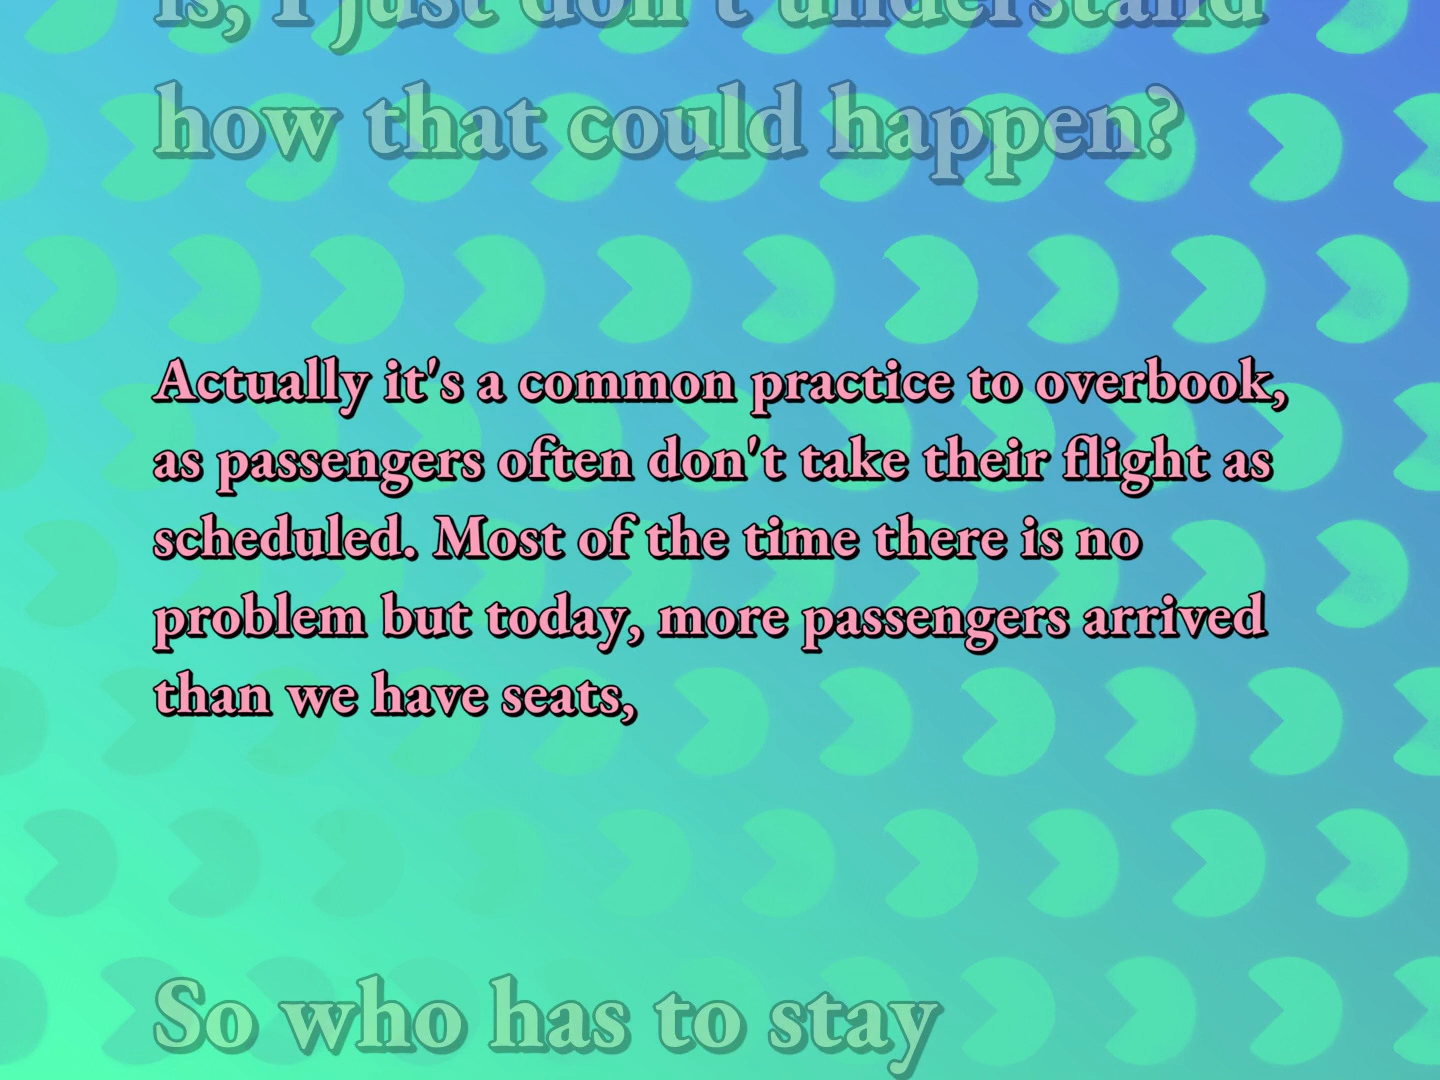 is, I just don't understand
how that could happen?
Actually it's a common practice to overbook,
as passengers often don't take their flight as
scheduled. Most of the time there is no
problem but today, more passengers arrived
than we have seats,
So who has to stay